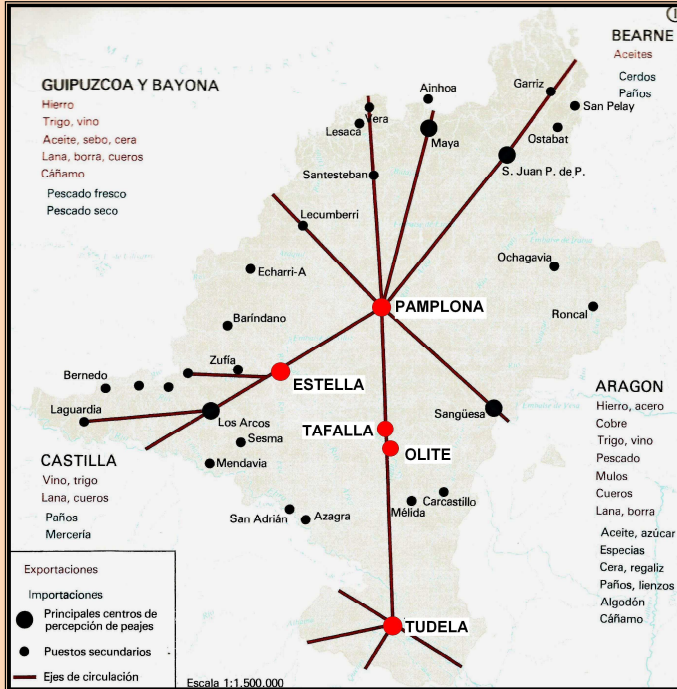 BEARNE
Aceites
Cerdos
Paños
GUIPUZCOA Y BAYONA
Hierro
Trigo, vino
Aceite, sebo, cera
Lana, borra, cueros
Cáñamo
Pescado fresco
Pescado seco
Ainhoa
Garriz
San Pelay
Vera
Lesaca
Maya
Ostabat
S. Juan P. de P.
Santesteban
Lecumberri
Echarri-A
Ochagavia
Roncal
PAMPLONA
Baríndano
Zufía
Bernedo
ESTELLA
Laguardia
Los Arcos
Sangüesa
TAFALLA
Sesma
OLITE
Mendavia
CASTILLA
Vino, trigo
Lana, cueros
Paños
Mercería
ARAGON
Hierro, acero
Cobre
Trigo, vino
Pescado
Mulos
Cueros
Lana, borra
Aceite, azúcar
Especias
Cera, regaliz
Paños, lienzos
Algodón
Cáñamo
Carcastillo
Mélida
San Adrián
Azagra
TUDELA
Exportaciones
Importaciones
Principales centros de
percepción de peajes
Puestos secundarios
Ejes de circulación
Escala 1:1.500.000